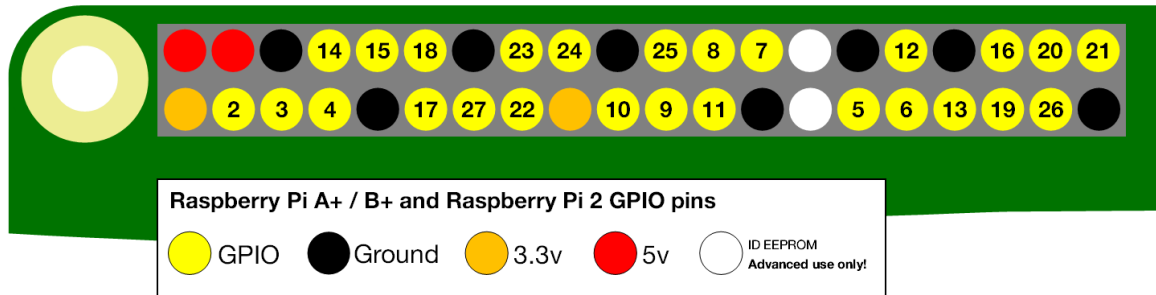 14 15 18 23 24 25 8 7 12 16 20 21
2 3 4 17 27 22 10 9 11 5 6 13 19 26
Raspberry Pi A+ / B+ and Raspberry Pi 2 GPIO pins
GPIO Ground 3.3v 5v ID EEPROM
Advanced use only!